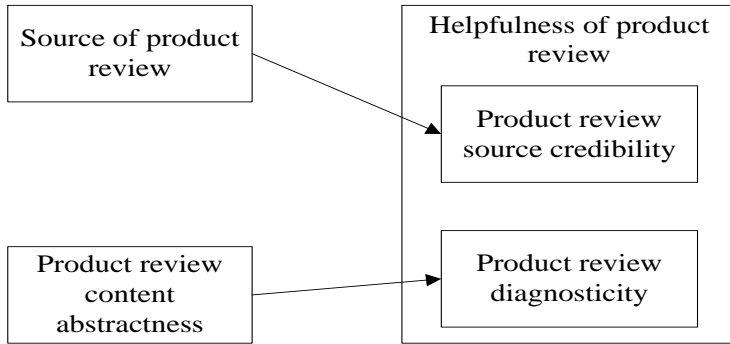 Source of product
review
Helpfulness of product
review
Product review
source credibility
Product review
content
abstractness
Product review
diagnosticity